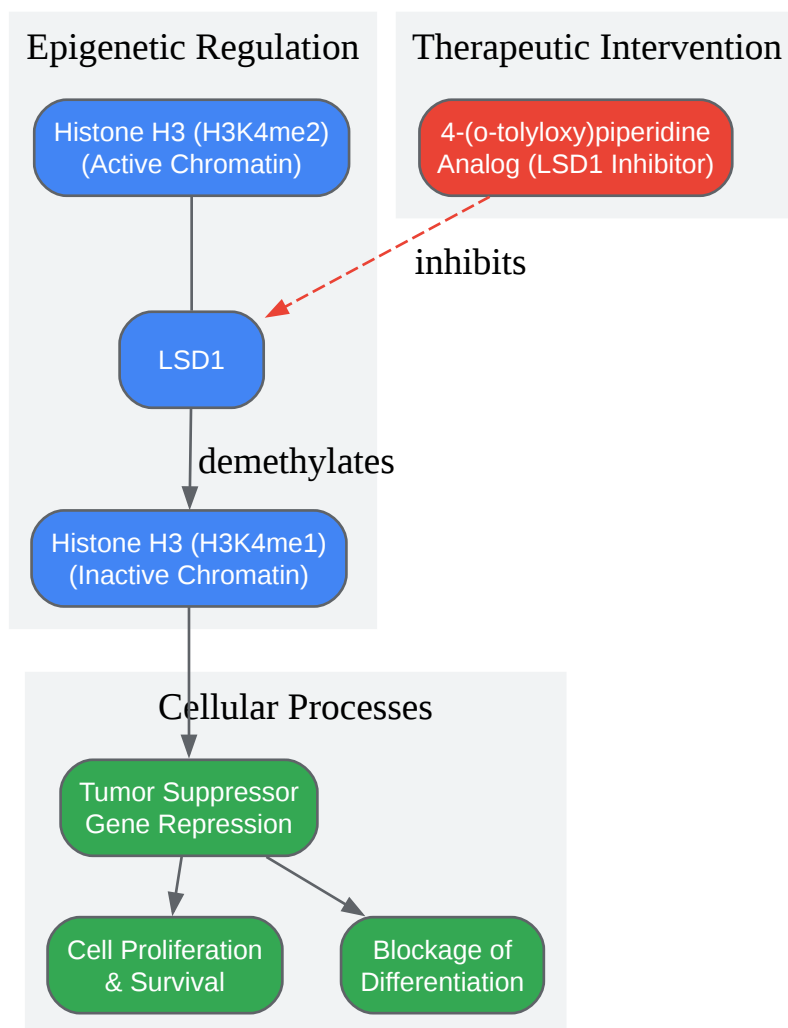 Epigenetic Regulation
Therapeutic Intervention
Histone H3 (H3K4me2)
(Active Chromatin)
4-(o-tolyloxy)piperidine
Analog (LSD1 Inhibitor)
inhibits
LSD1
demethylates
Histone H3 (H3K4me1)
(Inactive Chromatin)
Cellular Processes
Tumor Suppressor
Gene Repression
Cell Proliferation
& Survival
Blockage of
Differentiation